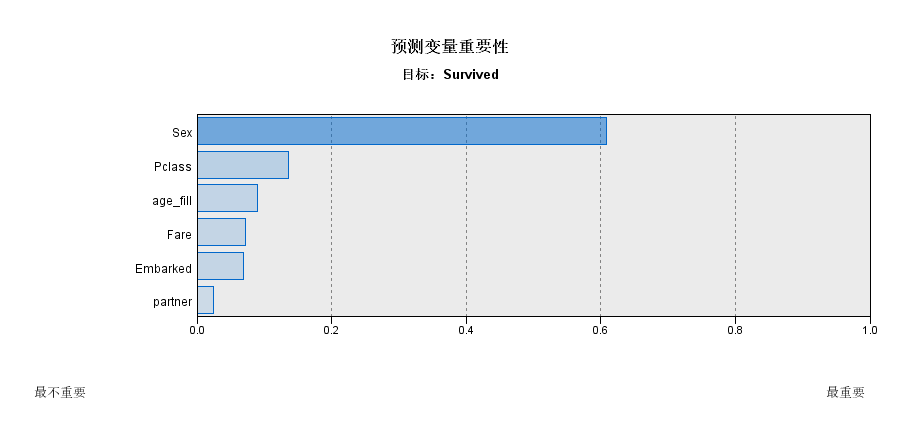 预测变量重要性
目标：Survived
Sex
Pclass
age_fill
Fare
Embarked
partner
0.0 0.2 0.4 0.6 0.8 1.0
最不重要 最重要